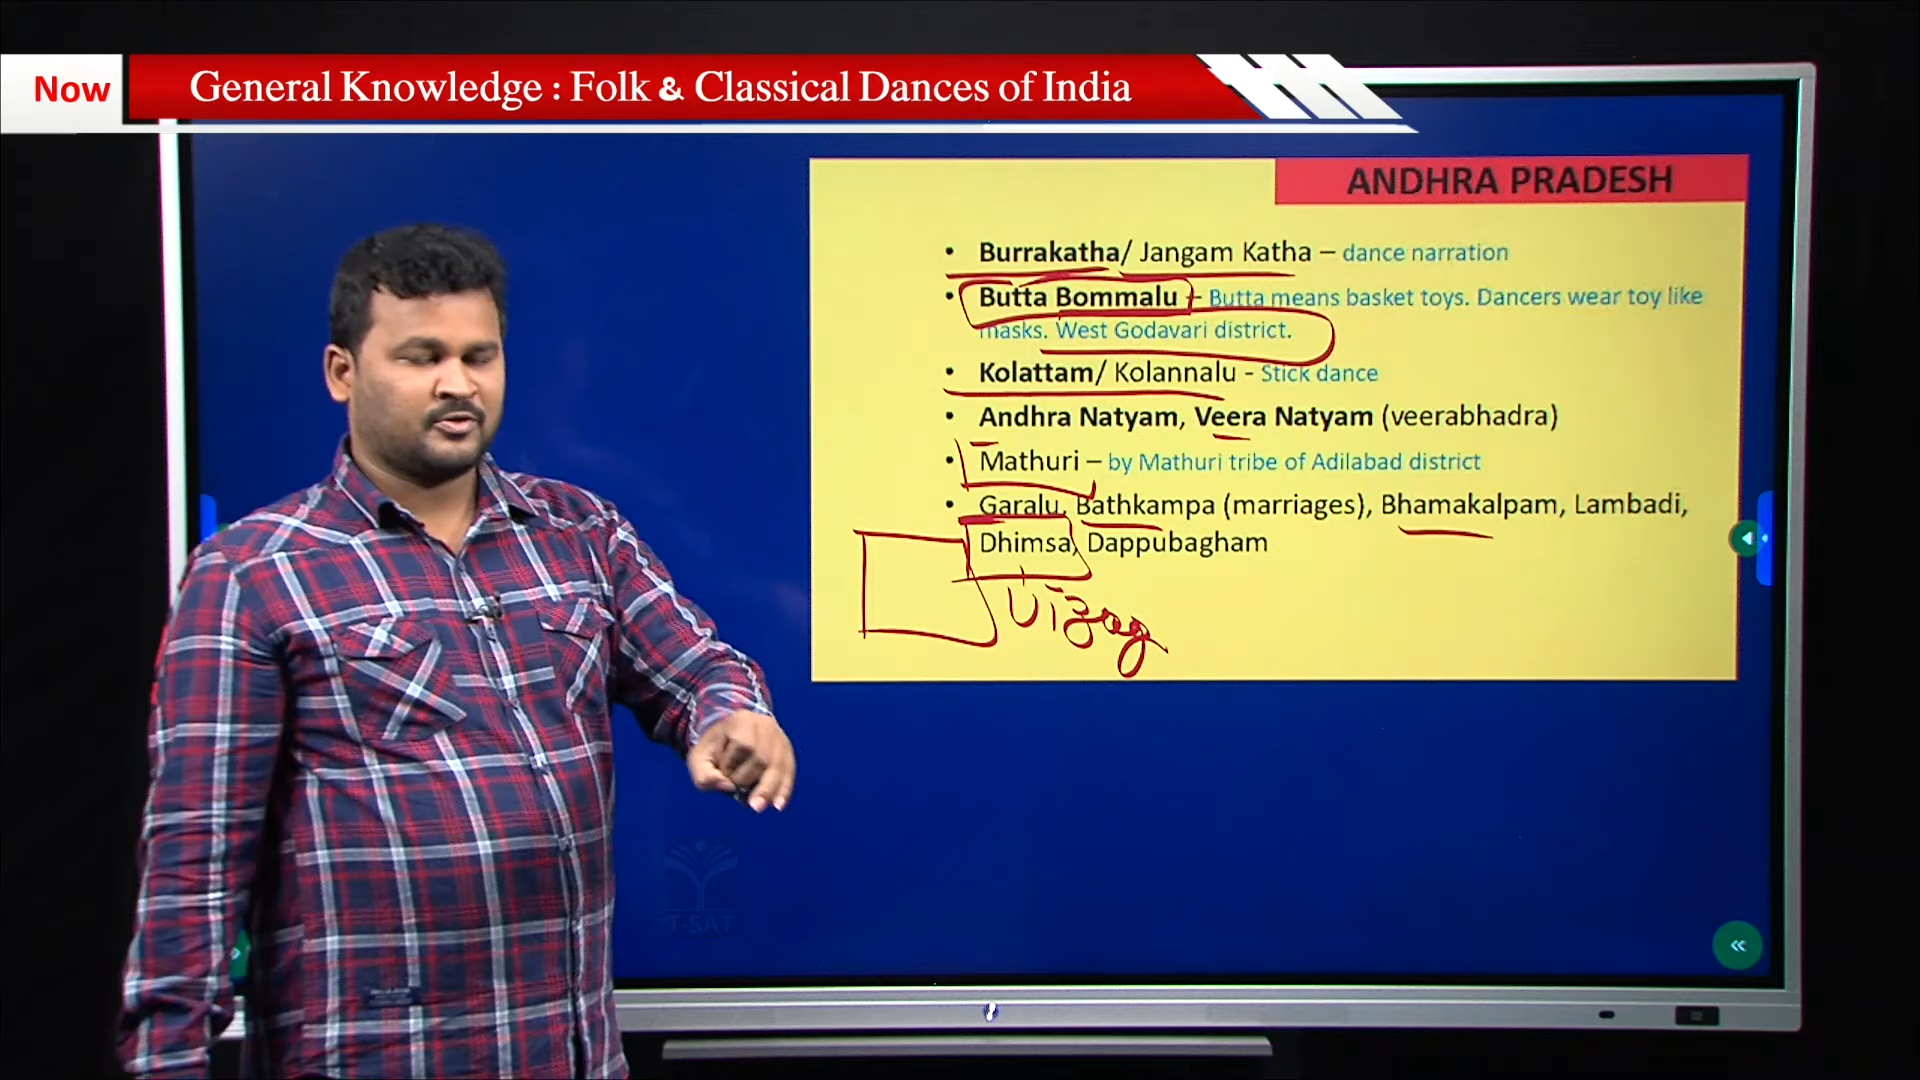 Now
General Knowledge : Folk & Classical Dances of India
ANDHRA PRADESH
• Burrakatha/ Jangam Katha – dance narration
• Butta Bommalu – Butta means basket toys. Dancers wear toy like
masks. West Godavari district.
• Kolattam/ Kolannalu - Stick dance
• Andhra Natyam, Veera Natyam (veerabhadra)
• Mathuri – by Mathuri tribe of Adilabad district
• Garalu, Bathkampa (marriages), Bhamakalpam, Lambadi,
Dhimsa, Dappubagham
Vizag
T-SAT